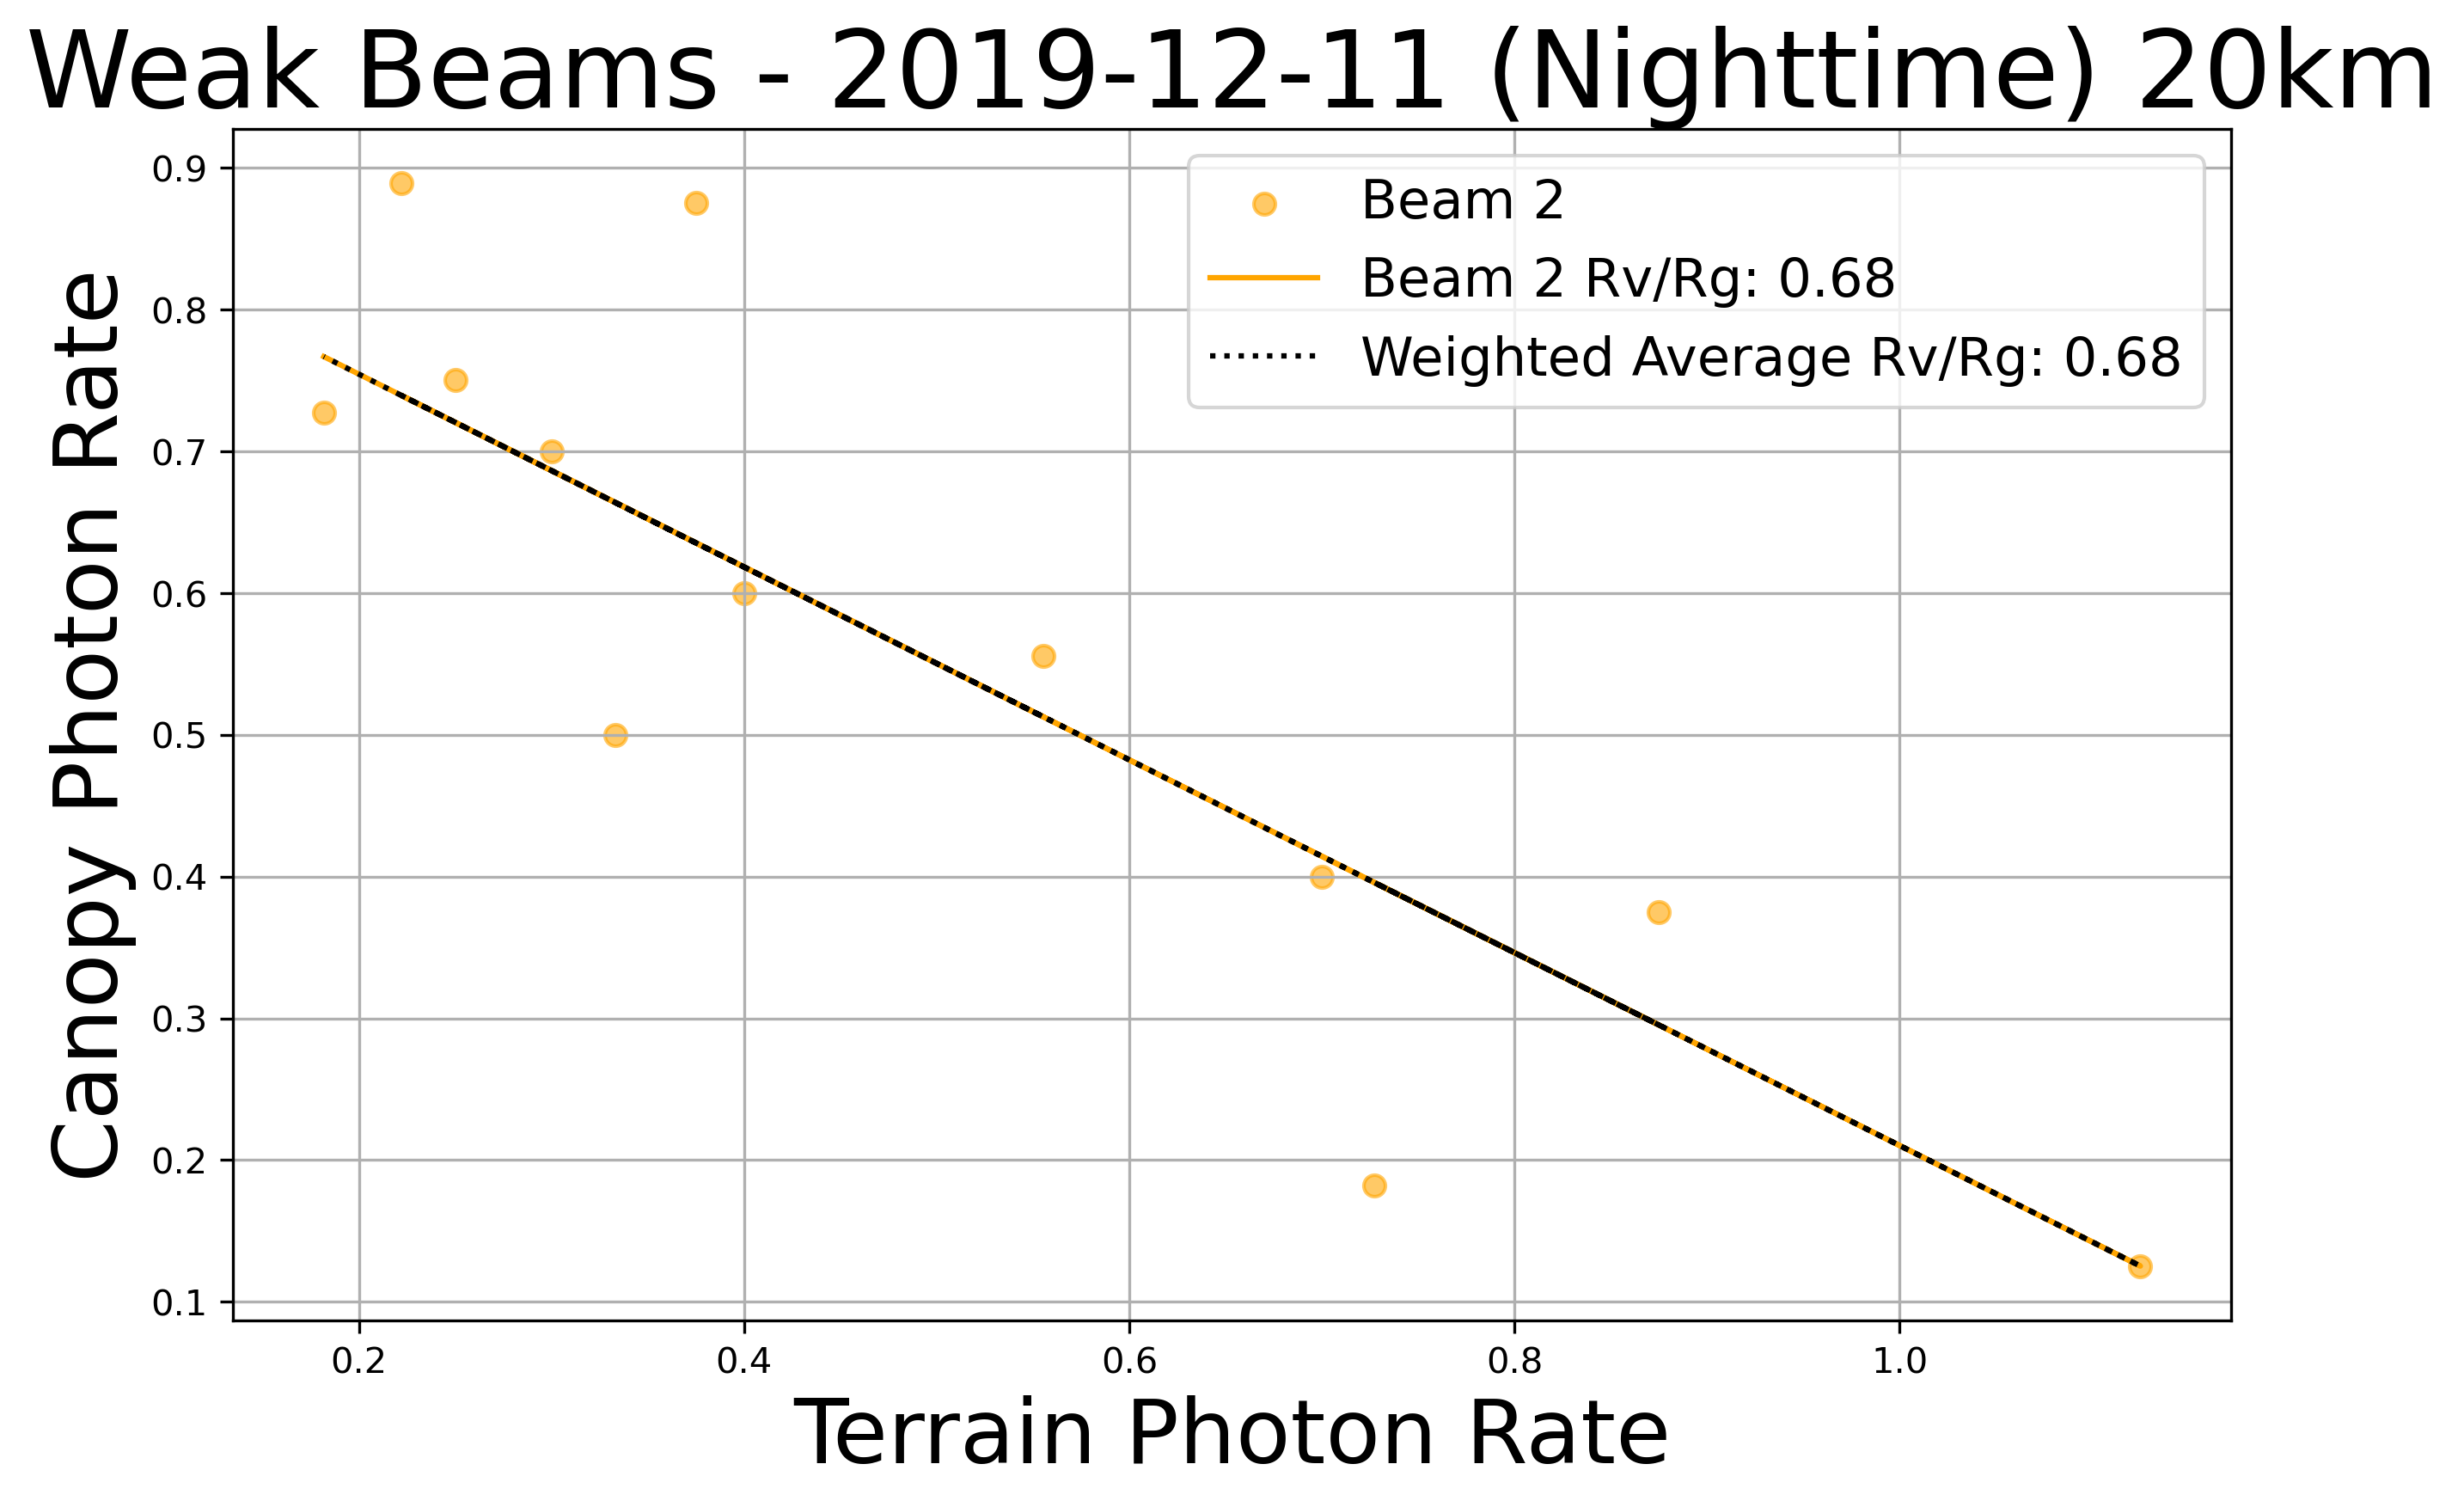 Weak Beams - 2019-12-11 (Nighttime) 20km
Beam 2
Beam 2 Rv/Rg: 0.68
Weighted Average Rv/Rg: 0.68
Canopy Photon Rate
0.9
0.8
0.7
0.6
0.5
0.4
0.3
0.2
0.1
0.2 0.4 0.6 0.8 1.0
Terrain Photon Rate